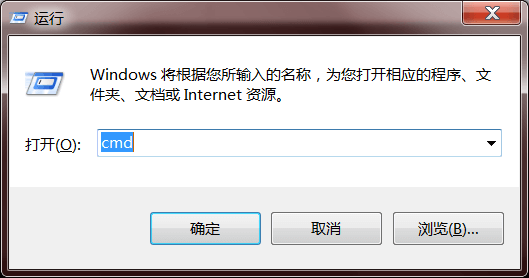 运行
Windows 将根据您所输入的名称，为您打开相应的程序、文
件夹、文档或 Internet 资源。
打开(O): cmd
确定 取消 浏览(B)...